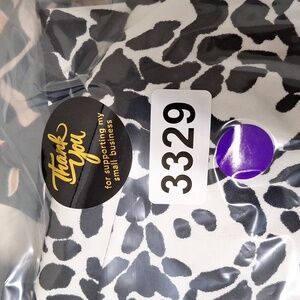 Thank
You
for supporting my
small business
3329